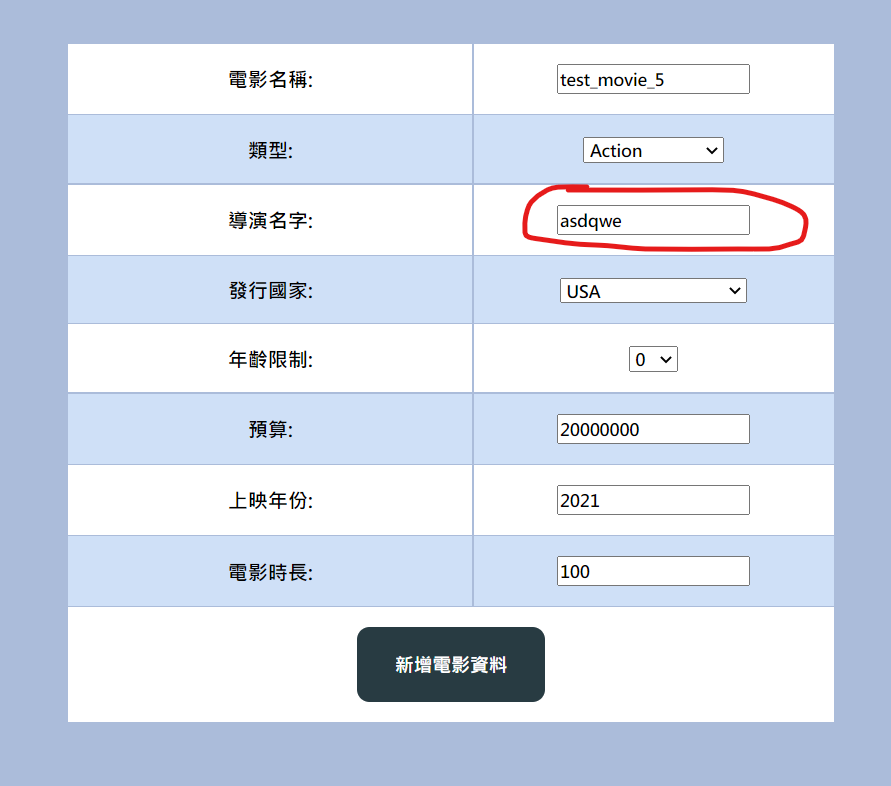 電影名稱: test_movie_5
類型: Action
導演名字: asdqwe
發行國家: USA
年齡限制: 0
預算: 20000000
上映年份: 2021
電影時長: 100
新增電影資料